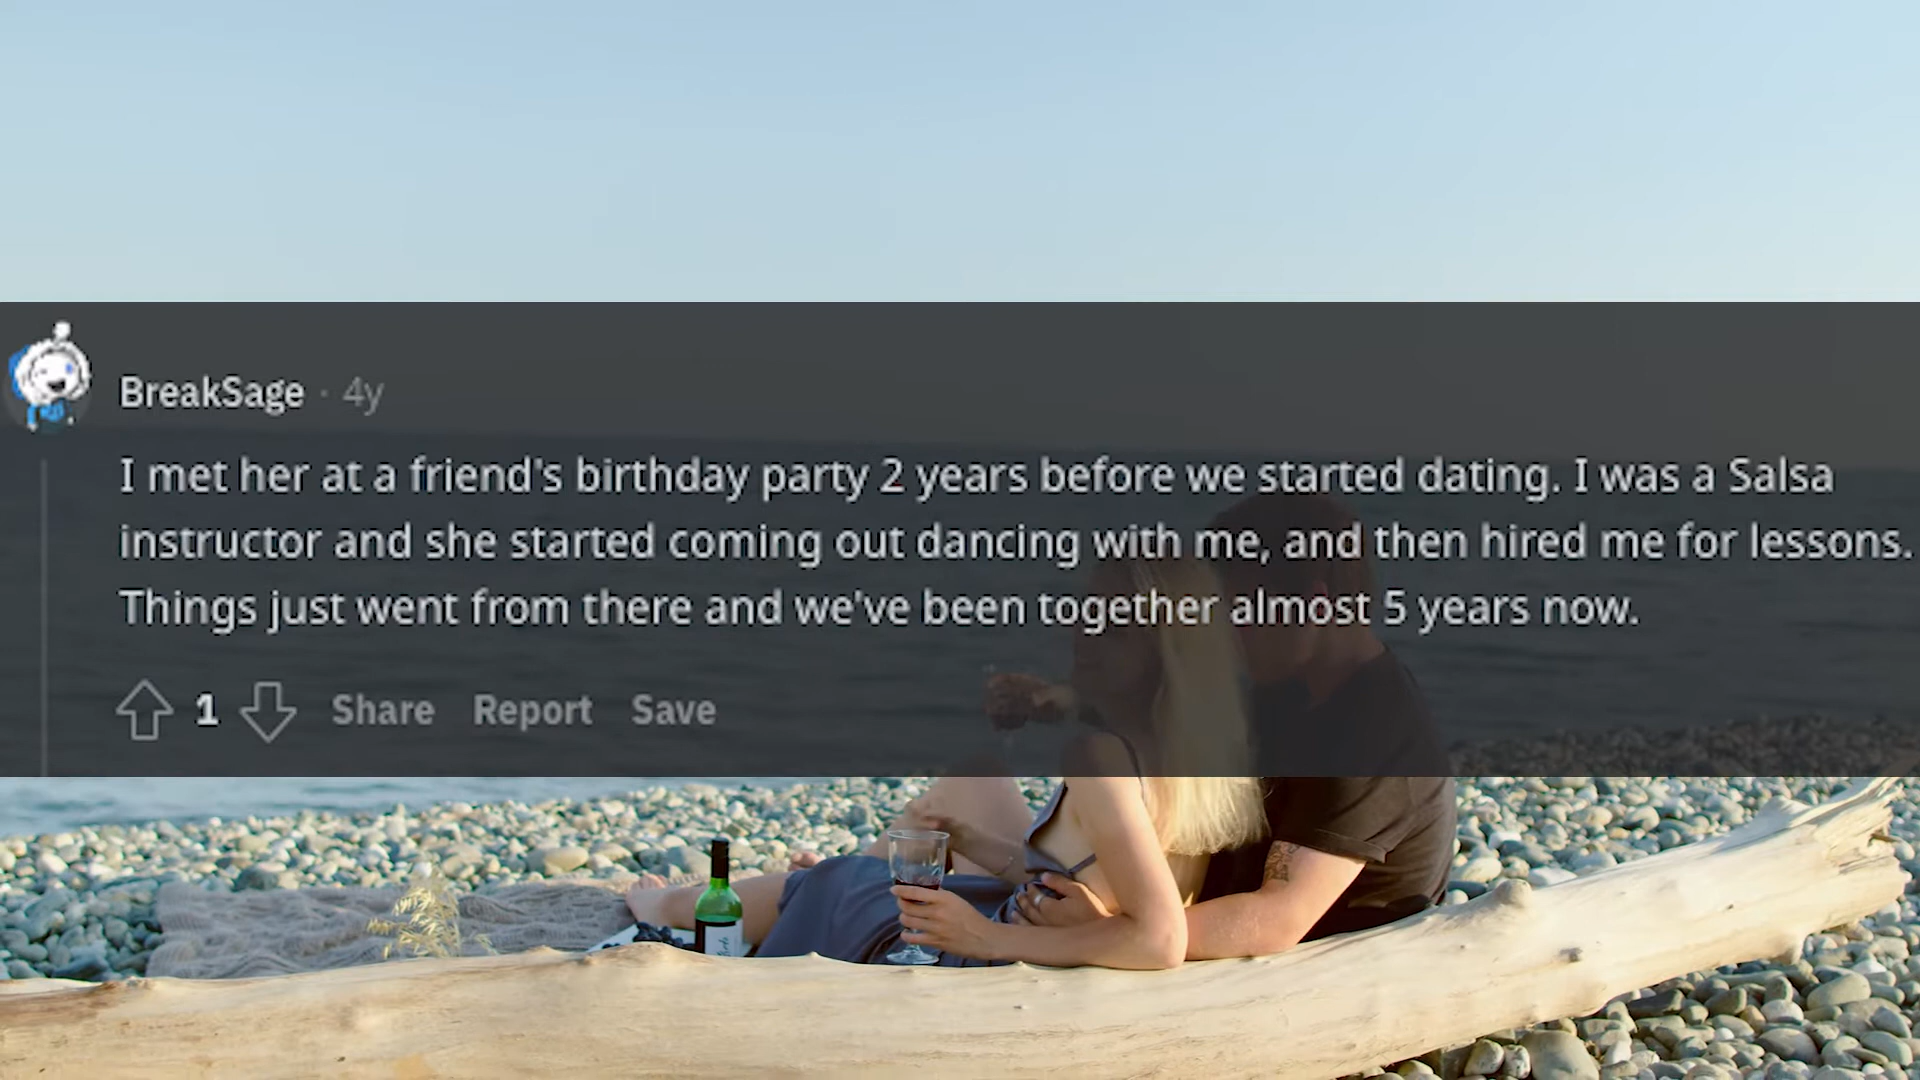 BreakSage · 4y
I met her at a friend's birthday party 2 years before we started dating. I was a Salsa
instructor and she started coming out dancing with me, and then hired me for lessons.
Things just went from there and we've been together almost 5 years now.
1 Share Report Save